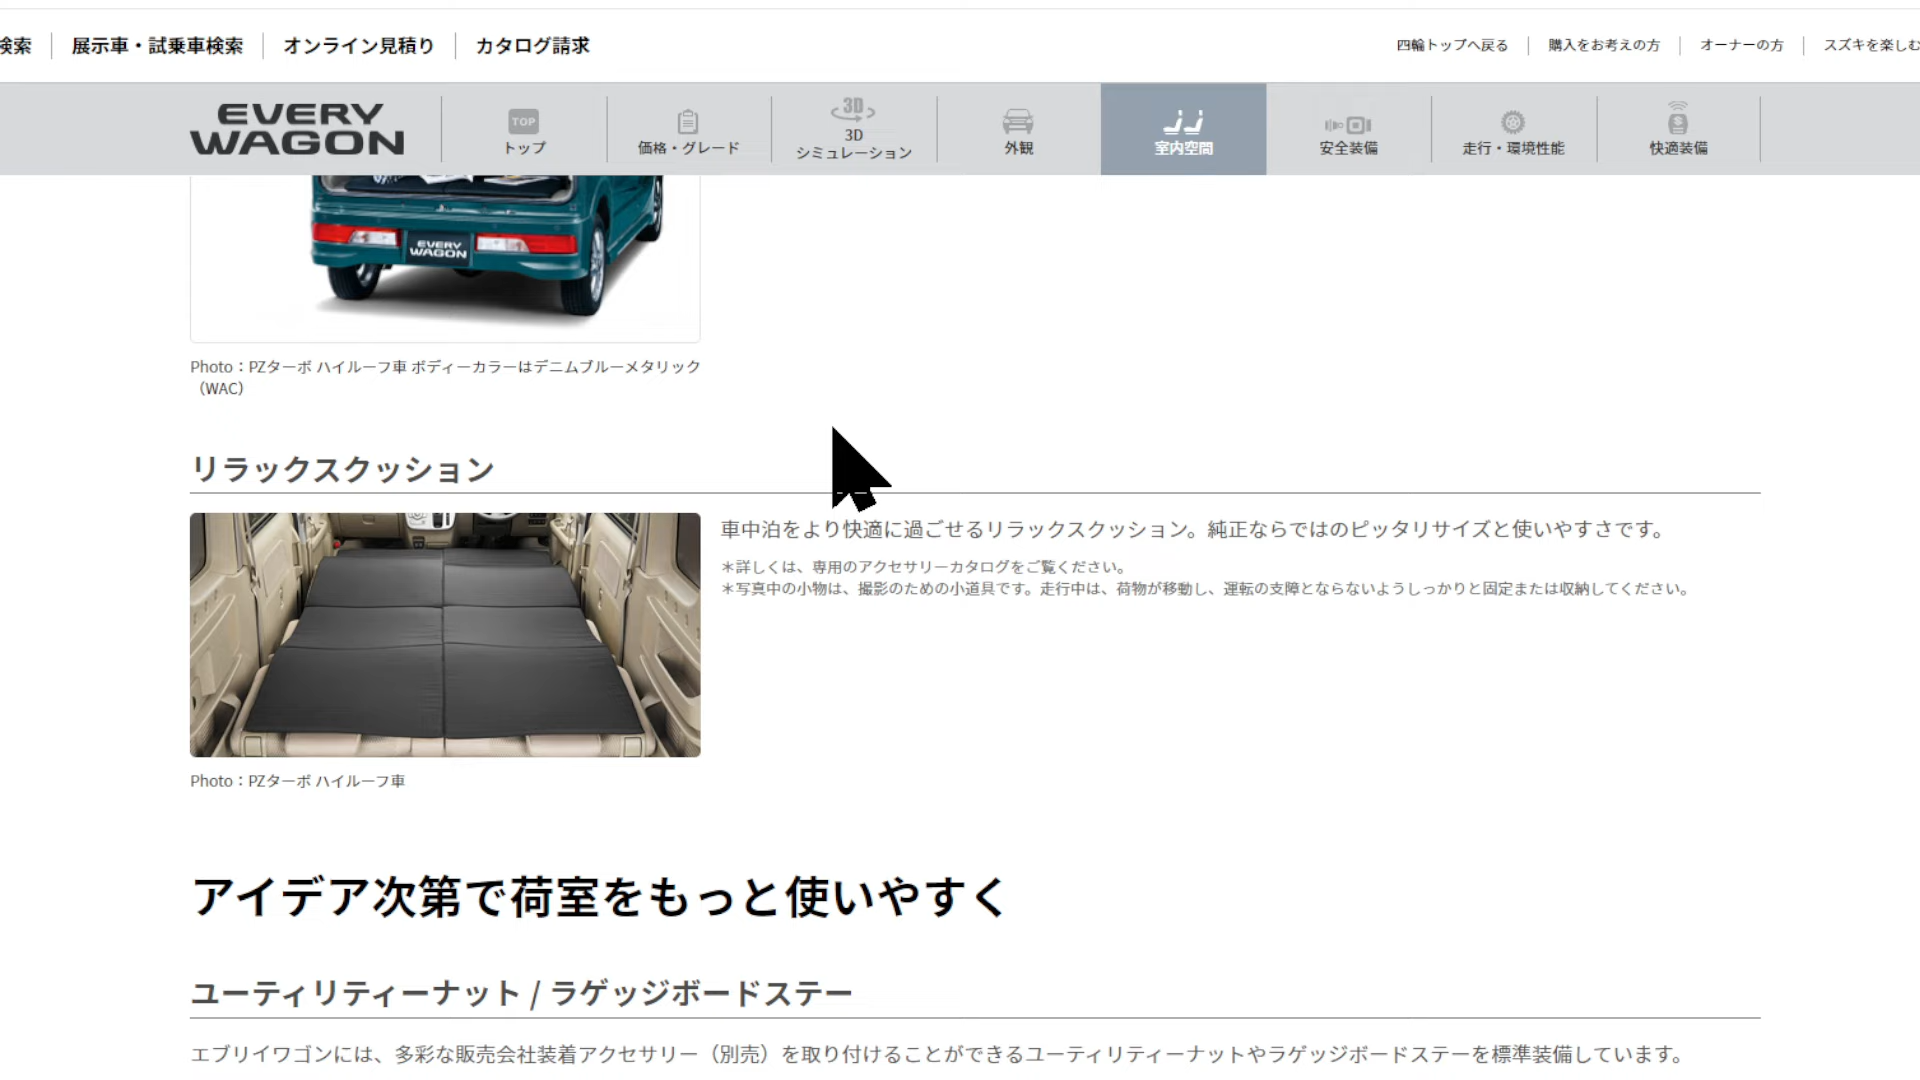 検索
展示車・試乗車検索
オンライン見積り
カタログ請求
四輪トップへ戻る
購入をお考えの方
オーナーの方
スズキを楽しむ
EVERY
WAGON
TOP
トップ
価格・グレード
3D
3D
シミュレーション
外観
室内空間
安全装備
走行・環境性能
快適装備
EVERY
WAGON
Photo：PZターボ ハイルーフ車 ボディーカラーはデニムブルーメタリック
（WAC）
リラックスクッション
車中泊をより快適に過ごせるリラックスクッション。純正ならではのピッタリサイズと使いやすさです。
＊詳しくは、専用のアクセサリーカタログをご覧ください。
＊写真中の小物は、撮影のための小道具です。走行中は、荷物が移動し、運転の支障とならないようしっかりと固定または収納してください。
Photo：PZターボ ハイルーフ車
アイデア次第で荷室をもっと使いやすく
ユーティリティーナット / ラゲッジボードステー
エブリイワゴンには、多彩な販売会社装着アクセサリー（別売）を取り付けることができるユーティリティーナットやラゲッジボードステーを標準装備しています。